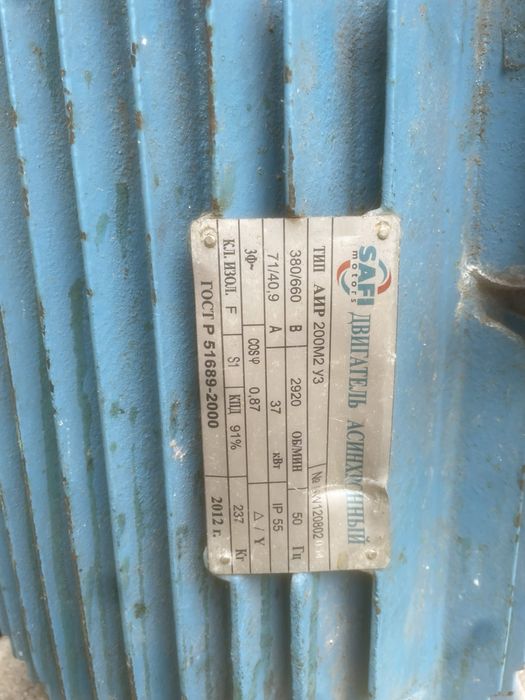 SAFI motors ДВИГАТЕЛЬ АСИНХРОННЫЙ
ТИП АИР 200М2 У3 №
380/660 В 2920 ОБ/МИН 50 Гц
71/40,9 А 37 кВт IP 55
3Ф~ COSφ 0,87 △ / Y
КЛ. ИЗОЛ. F S1 КПД 91% 237 Кг
ГОСТ Р 51689-2000 2012 г.